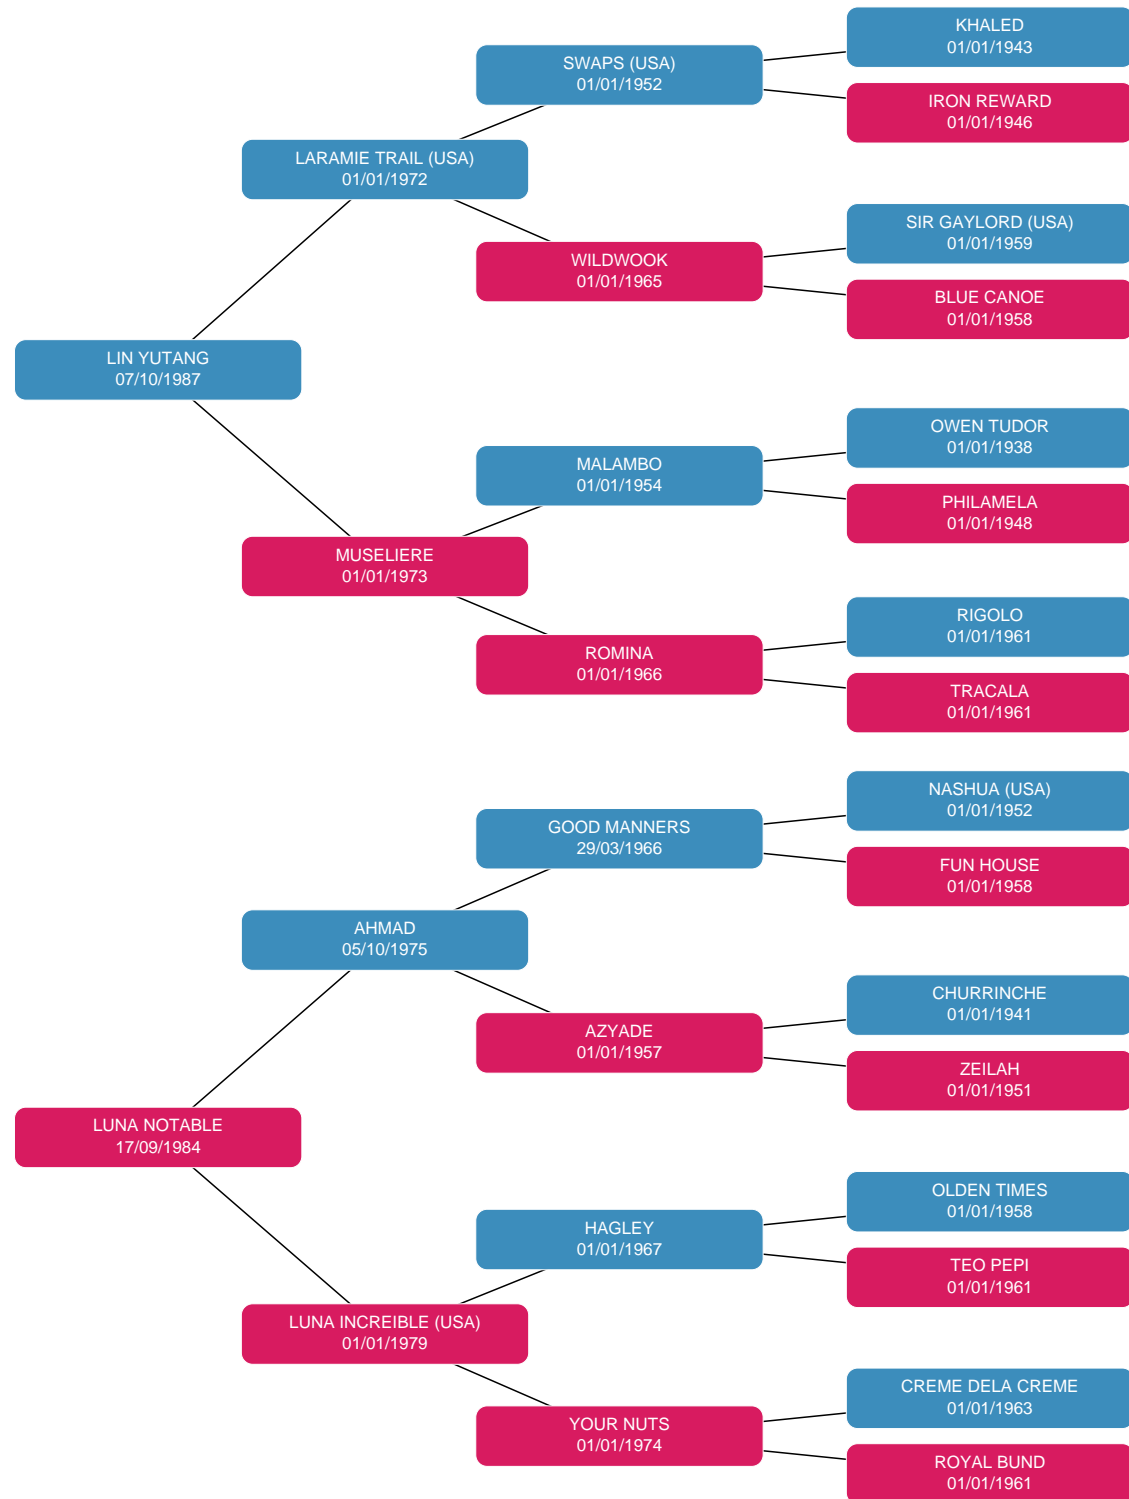 KHALED
01/01/1943
SWAPS (USA)
01/01/1952
IRON REWARD
01/01/1946
LARAMIE TRAIL (USA)
01/01/1972
SIR GAYLORD (USA)
01/01/1959
WILDWOOK
01/01/1965
BLUE CANOE
01/01/1958
LIN YUTANG
07/10/1987
OWEN TUDOR
01/01/1938
MALAMBO
01/01/1954
PHILAMELA
01/01/1948
MUSELIERE
01/01/1973
RIGOLO
01/01/1961
ROMINA
01/01/1966
TRACALA
01/01/1961
NASHUA (USA)
01/01/1952
GOOD MANNERS
29/03/1966
FUN HOUSE
01/01/1958
AHMAD
05/10/1975
CHURRINCHE
01/01/1941
AZYADE
01/01/1957
ZEILAH
01/01/1951
LUNA NOTABLE
17/09/1984
OLDEN TIMES
01/01/1958
HAGLEY
01/01/1967
TEO PEPI
01/01/1961
LUNA INCREIBLE (USA)
01/01/1979
CREME DELA CREME
01/01/1963
YOUR NUTS
01/01/1974
ROYAL BUND
01/01/1961